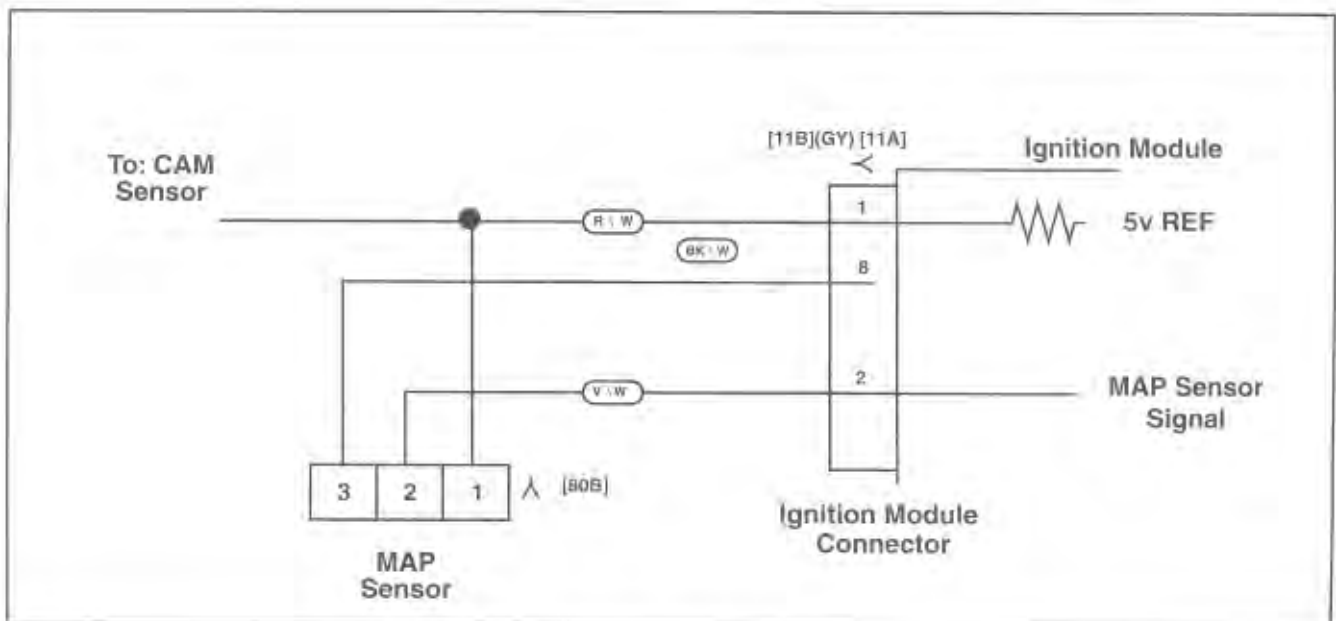 [11B](GY) [11A]
Ignition Module
To: CAM
Sensor
1
R \ W
5v REF
BK \ W
8
2
V \ W
MAP Sensor
Signal
3 2 1
[80B]
Ignition Module
Connector
MAP
Sensor